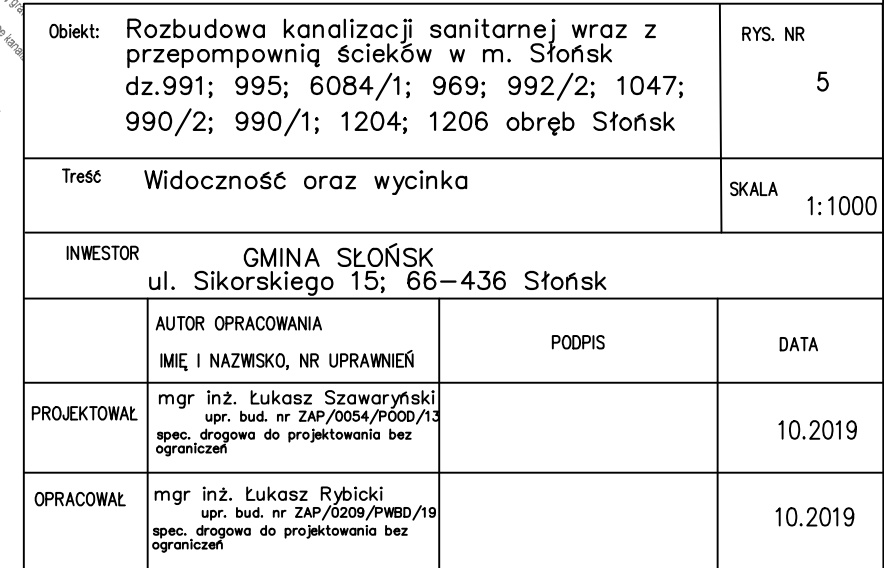 Obiekt: Rozbudowa kanalizacji sanitarnej wraz z
przepompownią ścieków w m. Słońsk
dz.991; 995; 6084/1; 969; 992/2; 1047;
990/2; 990/1; 1204; 1206 obręb Słońsk
RYS. NR
5
Treść Widoczność oraz wycinka
SKALA
1:1000
INWESTOR
GMINA SŁOŃSK
ul. Sikorskiego 15; 66-436 Słońsk
AUTOR OPRACOWANIA
IMIĘ I NAZWISKO, NR UPRAWNIEŃ
PODPIS
DATA
PROJEKTOWAŁ
mgr inż. Łukasz Szawaryński
upr. bud. nr ZAP/0054/POOD/13
spec. drogowa do projektowania bez
ograniczeń
10.2019
OPRACOWAŁ
mgr inż. Łukasz Rybicki
upr. bud. nr ZAP/0209/PWBD/19
spec. drogowa do projektowania bez
ograniczeń
10.2019